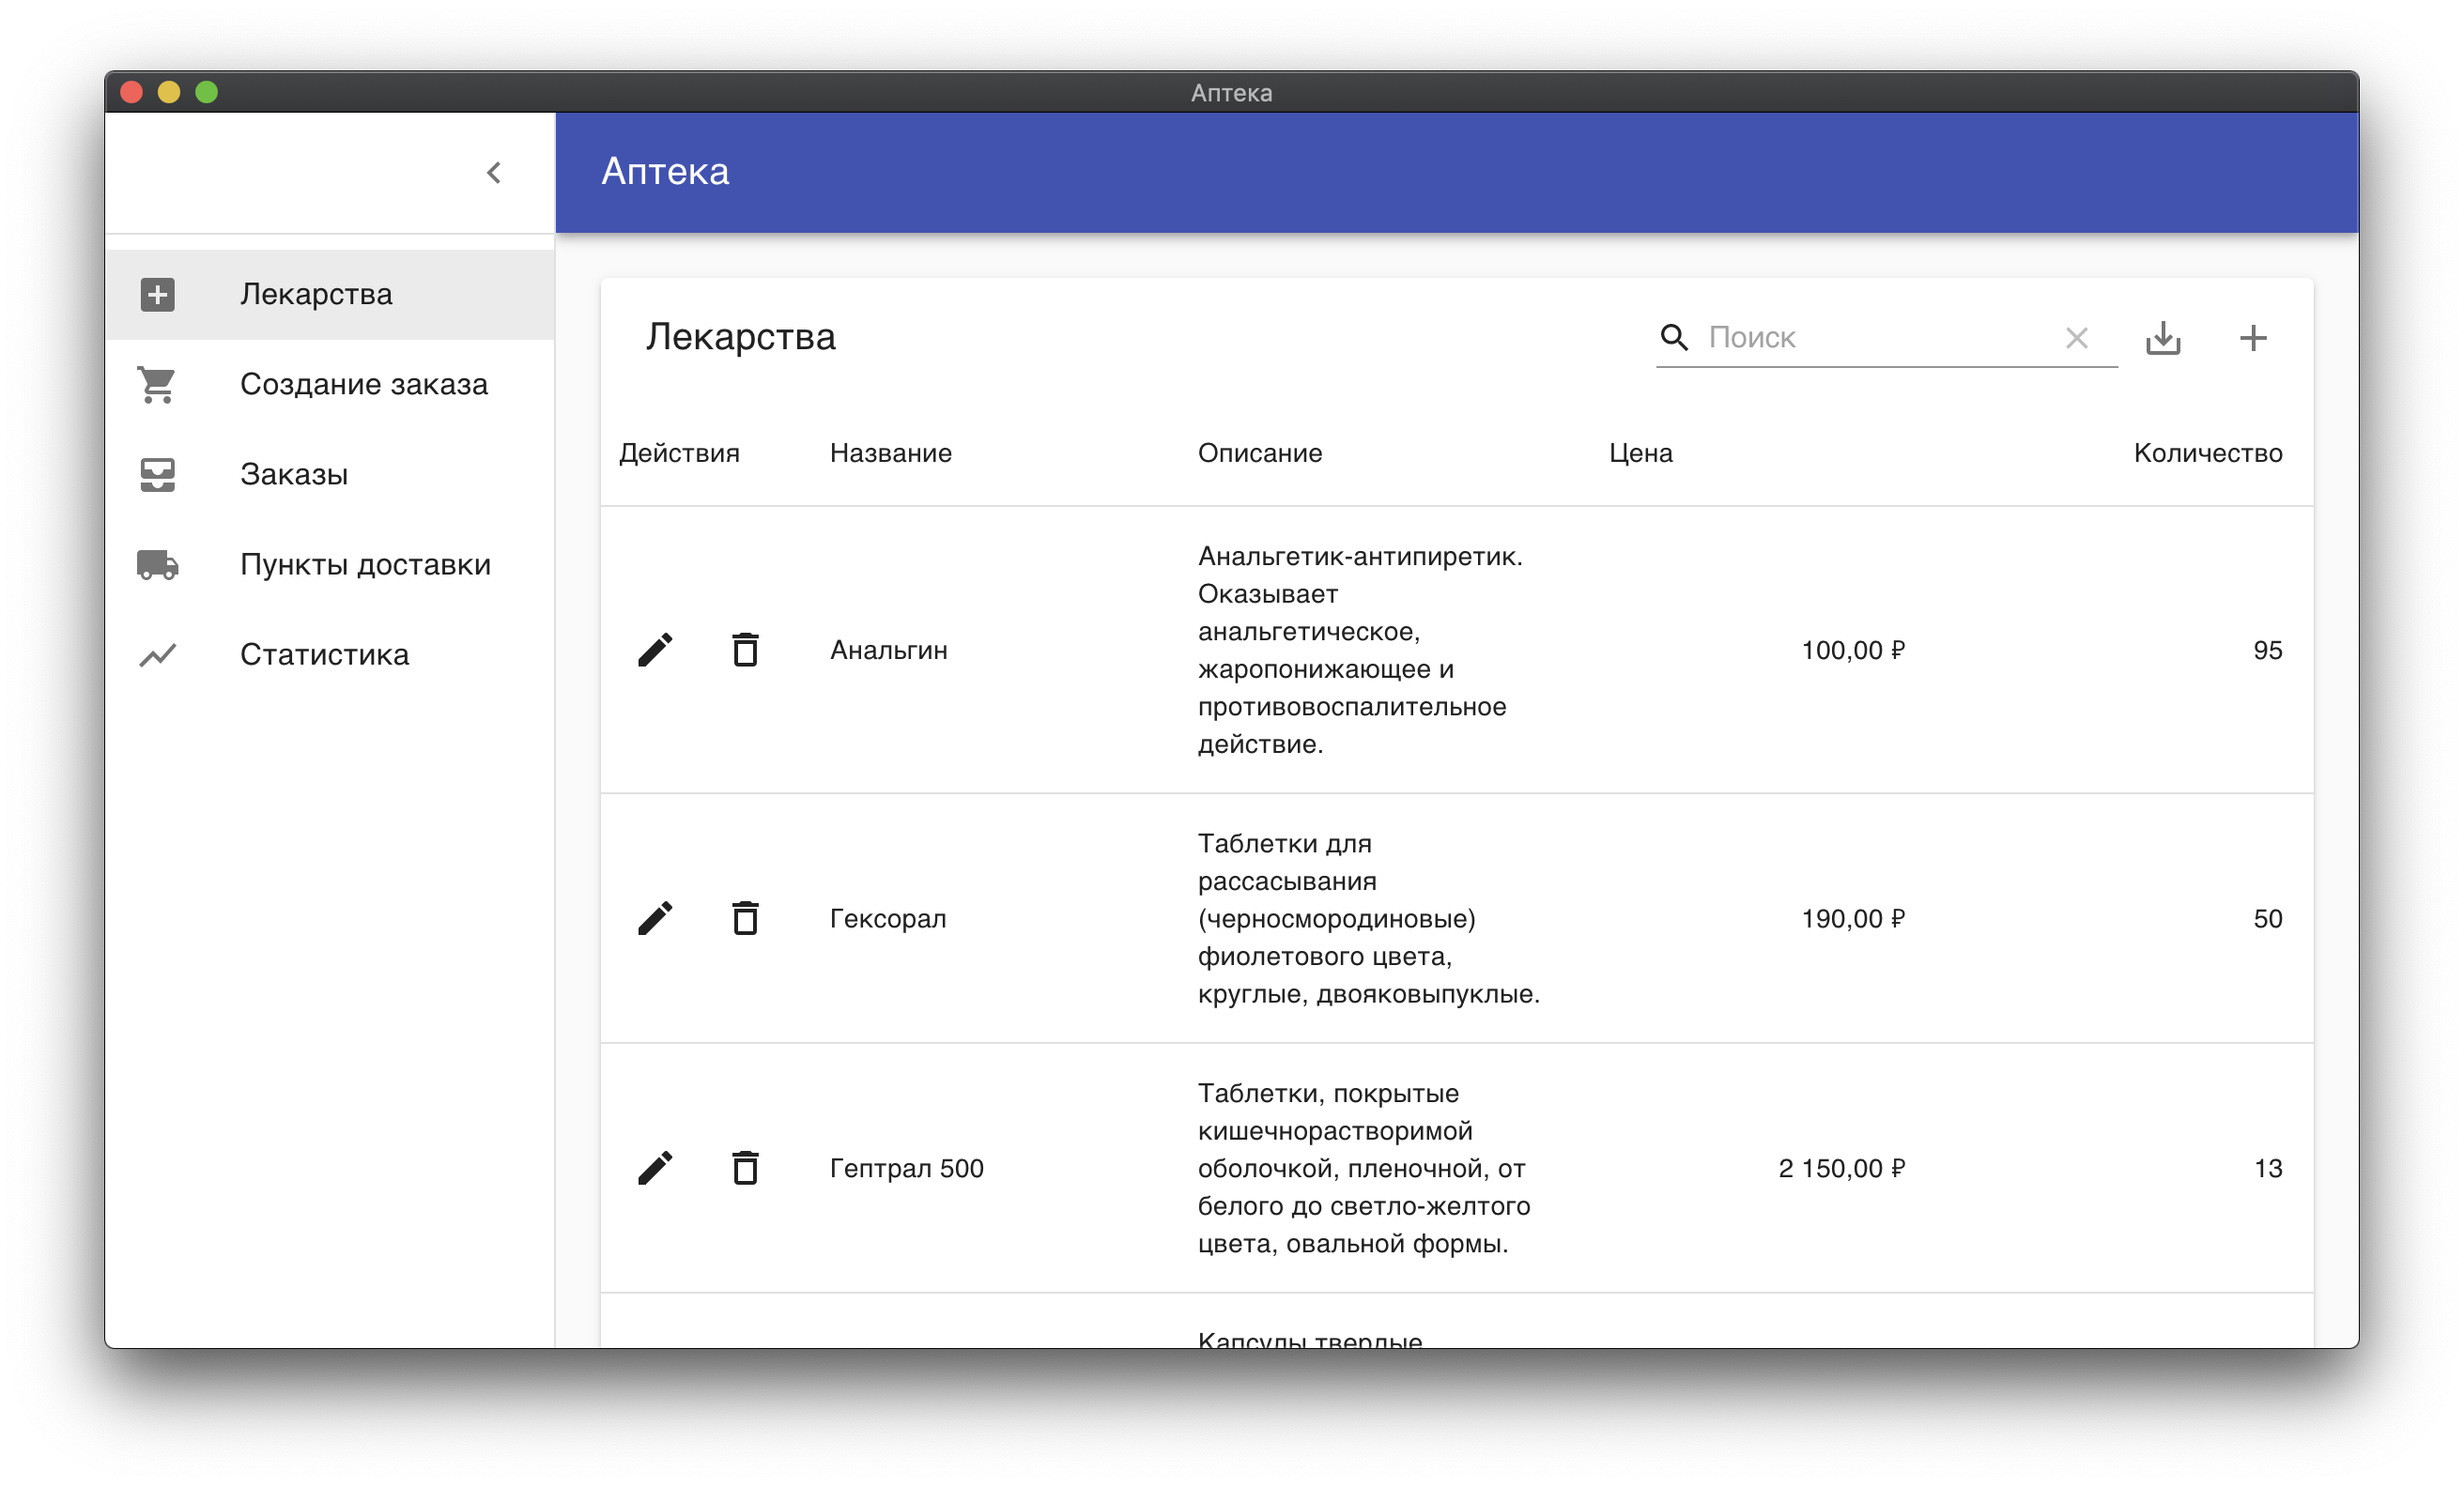 Аптека
Аптека
Лекарства
Создание заказа
Заказы
Пункты доставки
Статистика
Лекарства
Поиск
Действия
Название
Описание
Цена
Количество
Анальгин
Анальгетик-антипиретик.
Оказывает
анальгетическое,
жаропонижающее и
противовоспалительное
действие.
100,00 ₽
95
Гексорал
Таблетки для
рассасывания
(черносмородиновые)
фиолетового цвета,
круглые, двояковыпуклые.
190,00 ₽
50
Гептрал 500
Таблетки, покрытые
кишечнорастворимой
оболочкой, пленочной, от
белого до светло-желтого
цвета, овальной формы.
2 150,00 ₽
13
Капсулы твердые